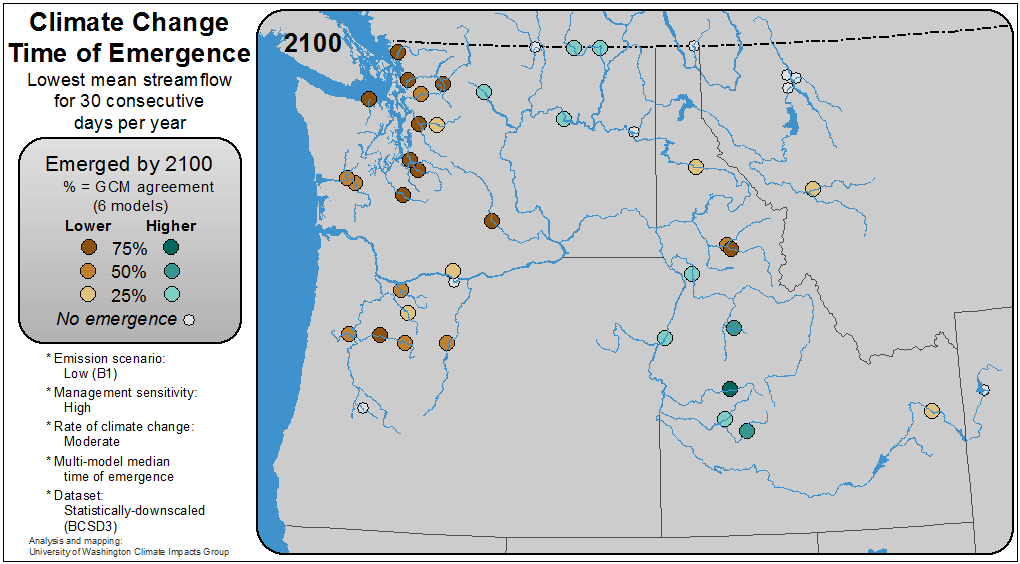 Climate Change
Time of Emergence
Lowest mean streamflow
for 30 consecutive
days per year
Emerged by 2100
% = GCM agreement
(6 models)
Lower Higher
75%
50%
25%
No emergence
* Emission scenario:
Low (B1)
* Management sensitivity:
High
* Rate of climate change:
Moderate
* Multi-model median
time of emergence
* Dataset:
Statistically-downscaled
(BCSD3)
Analysis and mapping:
University of Washington Climate Impacts Group
2100